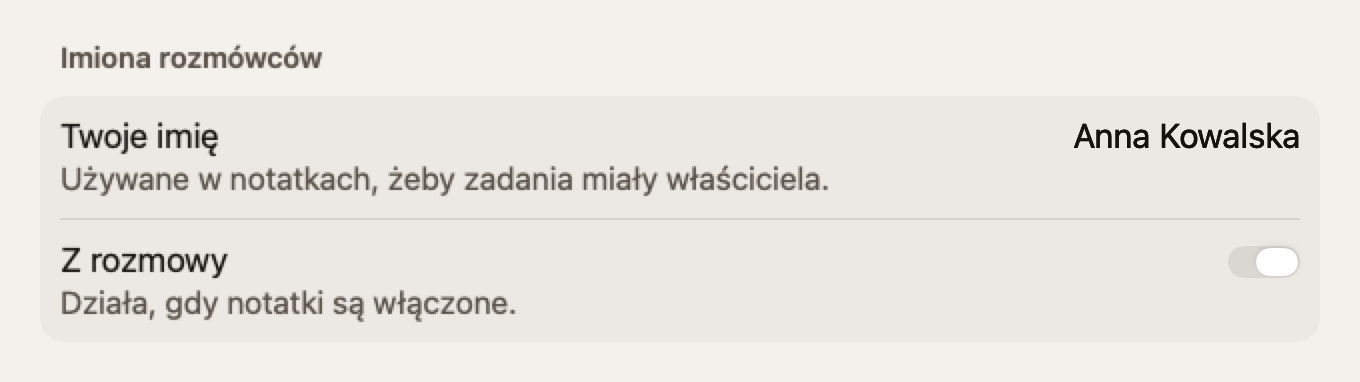 Imiona rozmówców
Twoje imię
Anna Kowalska
Używane w notatkach, żeby zadania miały właściciela.
Z rozmowy
Działa, gdy notatki są włączone.